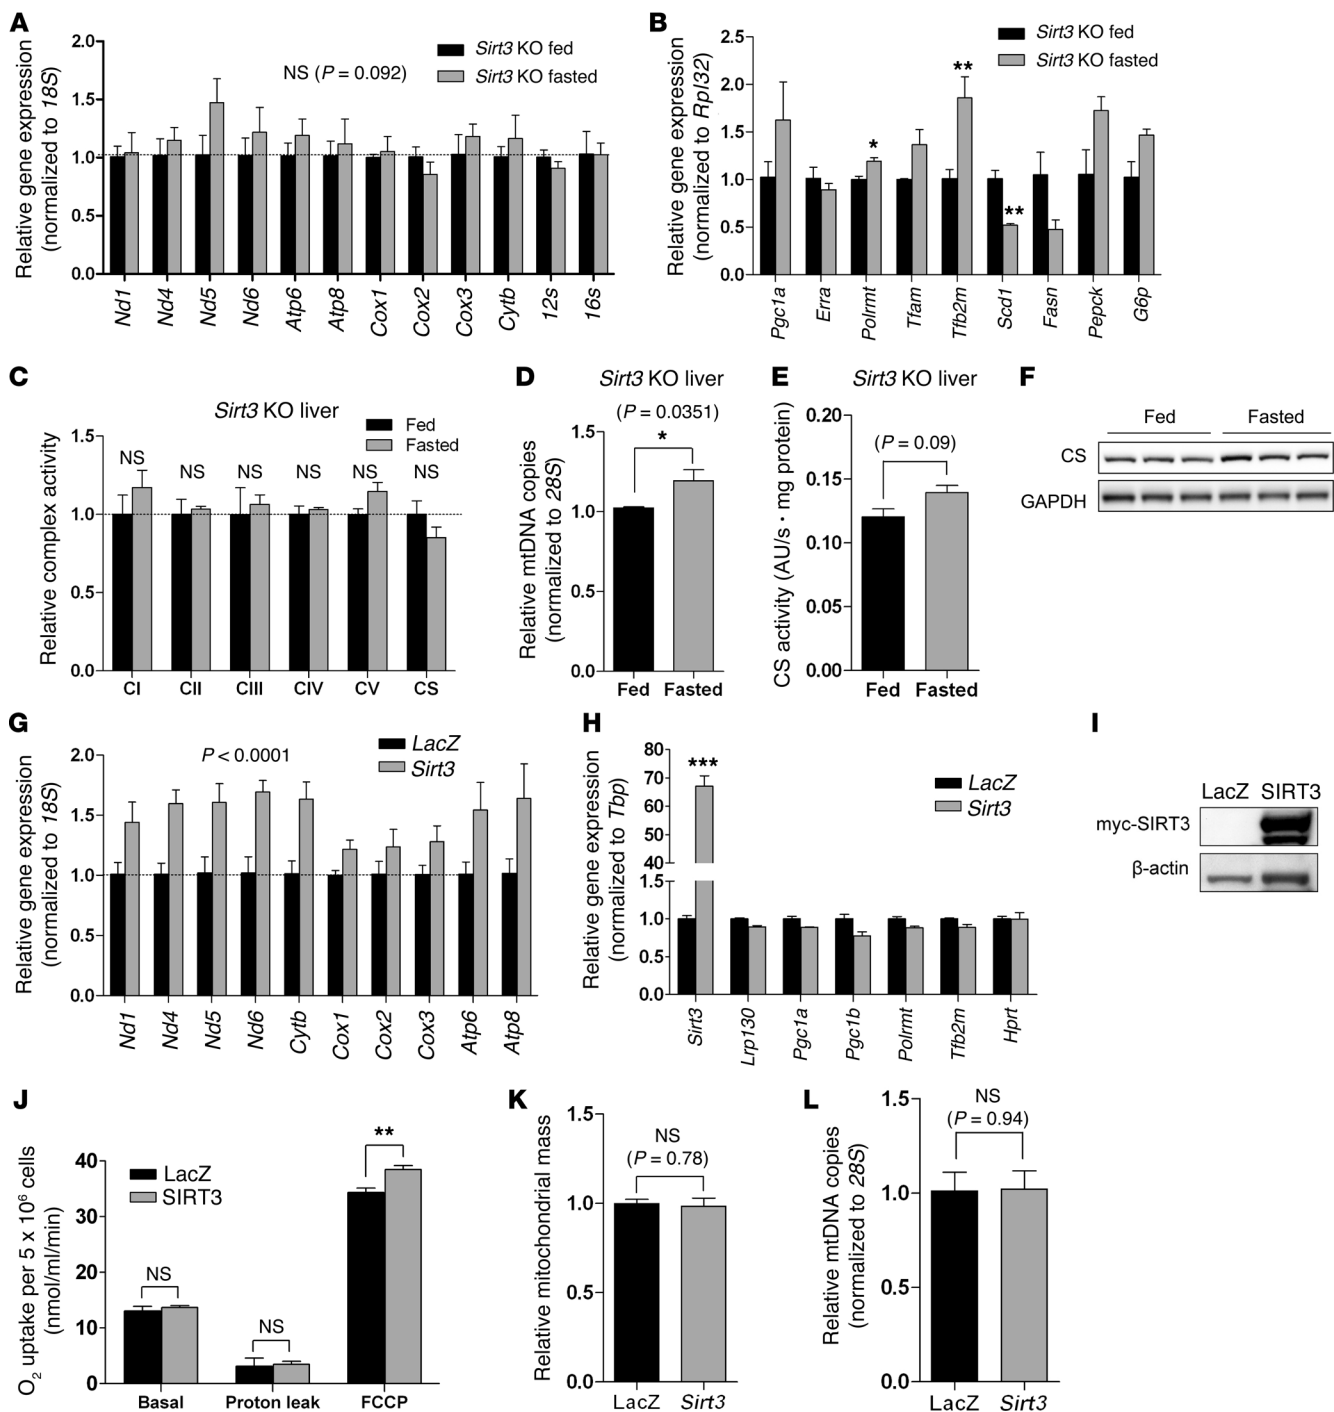 A
Relative gene expression
(normalized to 18S)
2.0
1.5
1.0
0.5
0.0
NS (P = 0.092)
Sirt3 KO fed
Sirt3 KO fasted
Nd1 Nd4 Nd5 Nd6 Atp6 Atp8 Cox1 Cox2 Cox3 Cytb 12s 16s
B
Relative gene expression
(normalized to Rpl32)
2.5
2.0
1.5
1.0
0.5
0.0
Sirt3 KO fed
Sirt3 KO fasted
* ** **
Pgc1a Erra Polrmt Tfam Tfb2m Scd1 Fasn Pepck G6p
C
Sirt3 KO liver
Relative complex activity
1.5
1.0
0.5
0.0
Fed
Fasted
NS NS NS NS NS NS
CI CII CIII CIV CV CS
D
Sirt3 KO liver
(P = 0.0351)
*
Relative mtDNA copies
(normalized to 28S)
1.5
1.0
0.5
0.0
Fed Fasted
E
Sirt3 KO liver
(P = 0.09)
CS activity (AU/s • mg protein)
0.20
0.15
0.10
0.05
0.00
Fed Fasted
F
Fed Fasted
CS
GAPDH
G
Relative gene expression
(normalized to 18S)
2.0
1.5
1.0
0.5
0.0
P < 0.0001
LacZ
Sirt3
Nd1 Nd4 Nd5 Nd6 Cytb Cox1 Cox2 Cox3 Atp6 Atp8
H
Relative gene expression
(normalized to Tbp)
80
70
60
50
40
1.5
1.0
0.5
0.0
***
LacZ
Sirt3
Sirt3 Lrp130 Pgc1a Pgc1b Polrmt Tfb2m Hprt
I
LacZ SIRT3
myc-SIRT3
β-actin
J
O2 uptake per 5 x 10⁶ cells
(nmol/ml/min)
40
30
20
10
0
LacZ
SIRT3
NS NS **
Basal Proton leak FCCP
K
Relative mitochondrial mass
1.5
1.0
0.5
0.0
NS
(P = 0.78)
LacZ Sirt3
L
Relative mtDNA copies
(normalized to 28S)
1.5
1.0
0.5
0.0
NS
(P = 0.94)
LacZ Sirt3